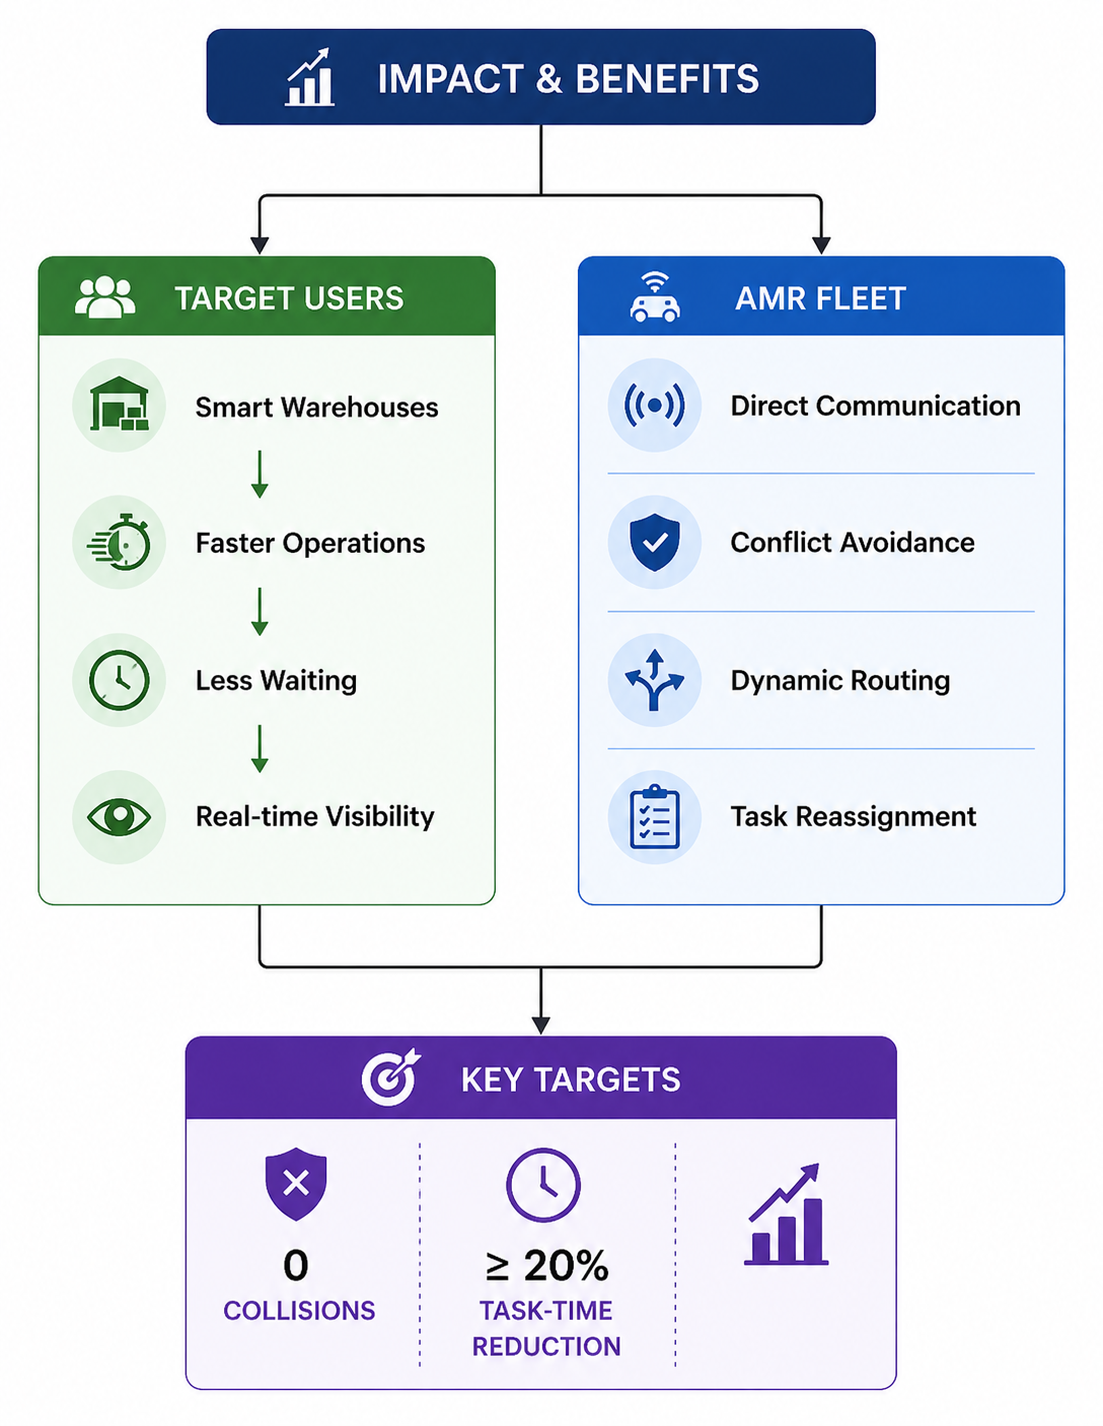 IMPACT & BENEFITS
TARGET USERS
Smart Warehouses
Faster Operations
Less Waiting
Real-time Visibility
AMR FLEET
Direct Communication
Conflict Avoidance
Dynamic Routing
Task Reassignment
KEY TARGETS
0
COLLISIONS
≥ 20%
TASK-TIME
REDUCTION